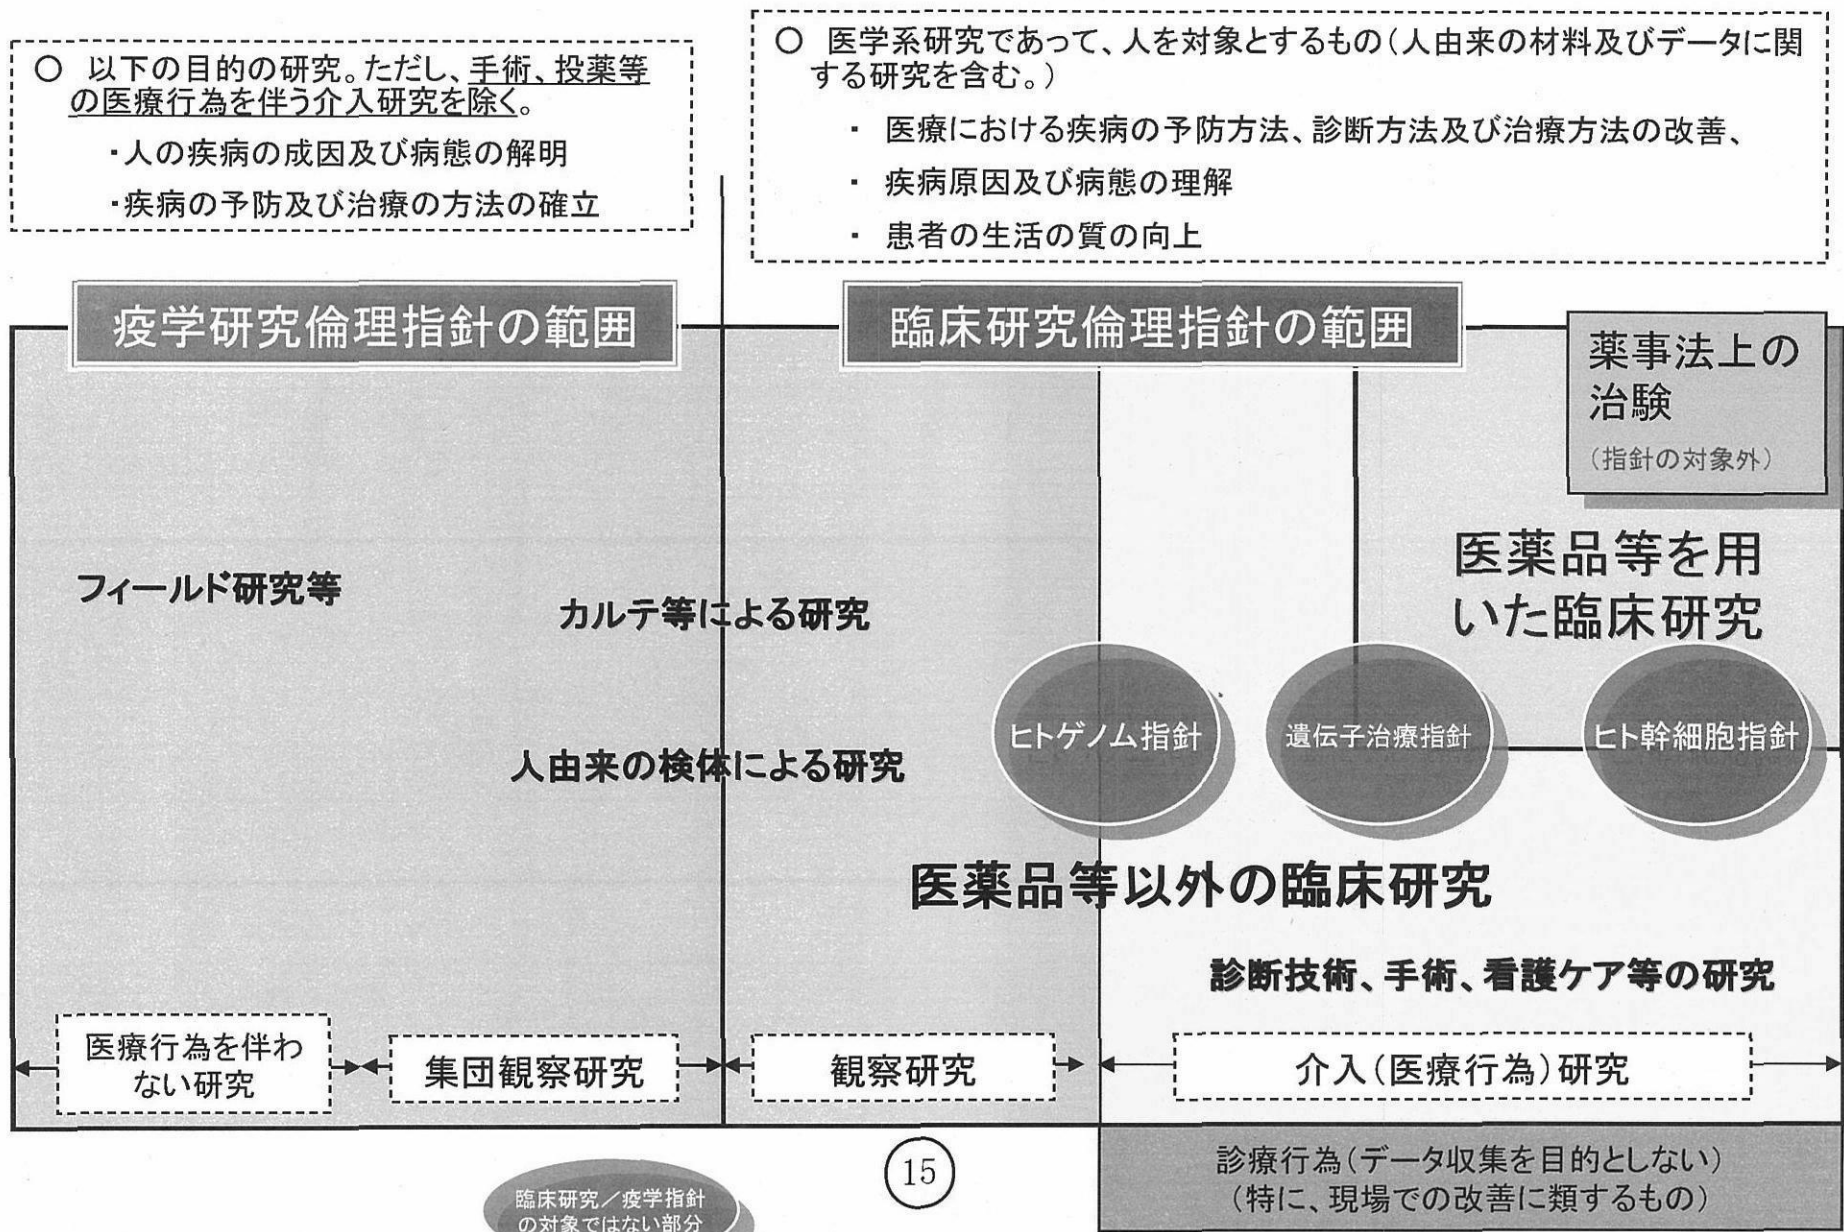 ○ 以下の目的の研究。ただし、手術、投薬等
の医療行為を伴う介入研究を除く。
・人の疾病の成因及び病態の解明
・疾病の予防及び治療の方法の確立
○ 医学系研究であって、人を対象とするもの(人由来の材料及びデータに関
する研究を含む。)
・ 医療における疾病の予防方法、診断方法及び治療方法の改善、
・ 疾病原因及び病態の理解
・ 患者の生活の質の向上
疫学研究倫理指針の範囲
臨床研究倫理指針の範囲
薬事法上の
治験
(指針の対象外)
医薬品等を用
いた臨床研究
フィールド研究等
カルテ等による研究
ヒトゲノム指針
遺伝子治療指針
ヒト幹細胞指針
人由来の検体による研究
医薬品等以外の臨床研究
診断技術、手術、看護ケア等の研究
医療行為を伴わ
ない研究
集団観察研究
観察研究
介入(医療行為)研究
診療行為(データ収集を目的としない)
(特に、現場での改善に類するもの)
15
臨床研究/疫学指針
の対象ではない部分